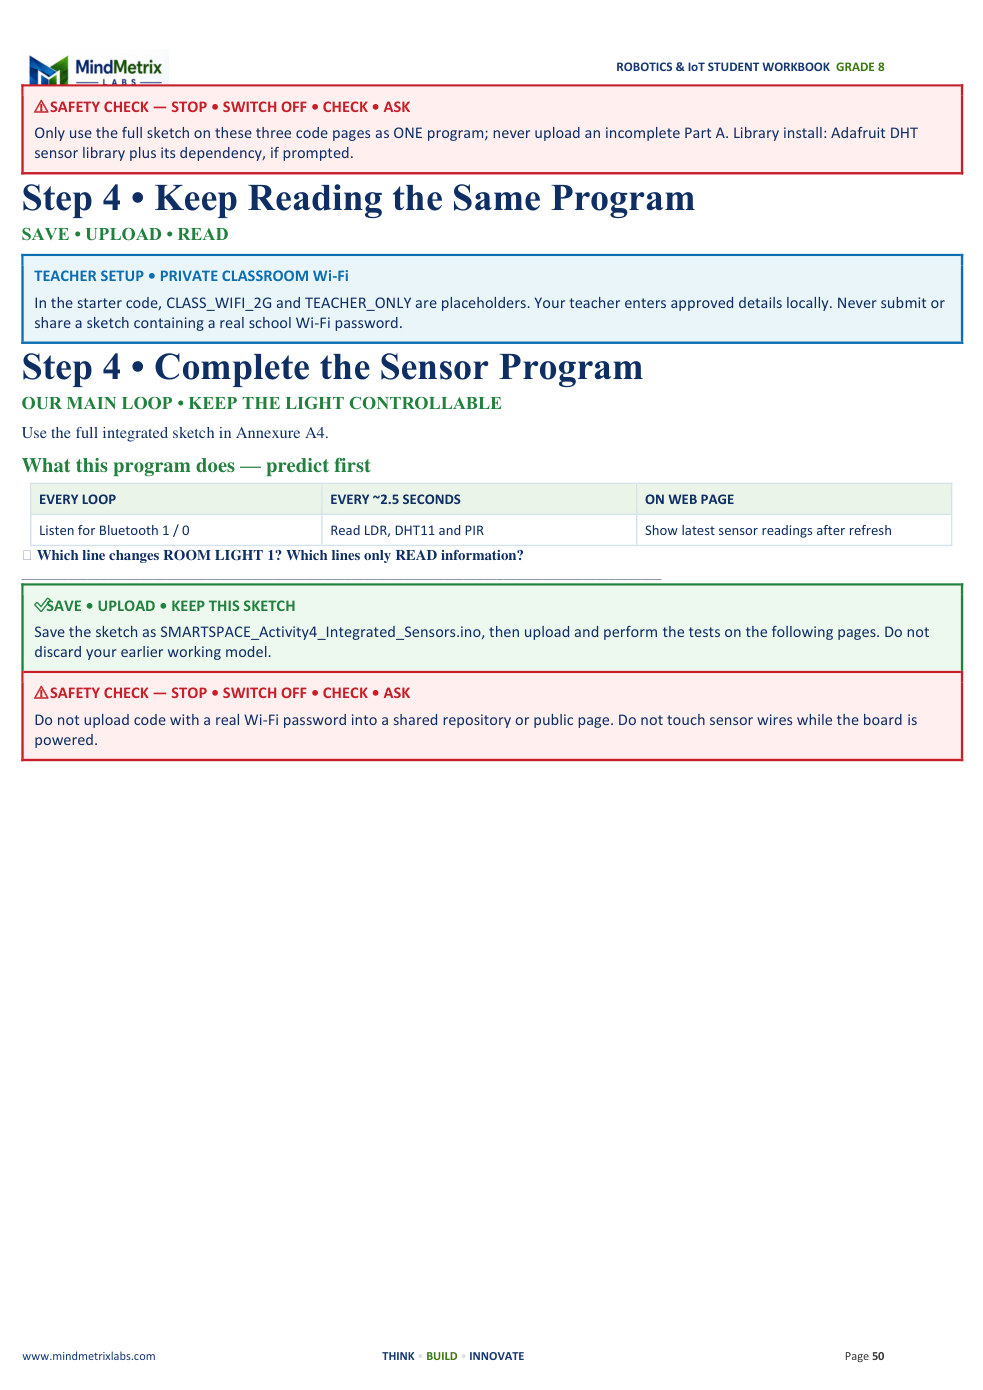 MindMetrix
LABS
ROBOTICS & IoT STUDENT WORKBOOK GRADE 8
⚠SAFETY CHECK — STOP • SWITCH OFF • CHECK • ASK
Only use the full sketch on these three code pages as ONE program; never upload an incomplete Part A. Library install: Adafruit DHT
sensor library plus its dependency, if prompted.
Step 4 • Keep Reading the Same Program
SAVE • UPLOAD • READ
TEACHER SETUP • PRIVATE CLASSROOM Wi-Fi
In the starter code, CLASS_WIFI_2G and TEACHER_ONLY are placeholders. Your teacher enters approved details locally. Never submit or
share a sketch containing a real school Wi-Fi password.
Step 4 • Complete the Sensor Program
OUR MAIN LOOP • KEEP THE LIGHT CONTROLLABLE
Use the full integrated sketch in Annexure A4.
What this program does — predict first
EVERY LOOP EVERY ~2.5 SECONDS ON WEB PAGE
Listen for Bluetooth 1 / 0 Read LDR, DHT11 and PIR Show latest sensor readings after refresh
Which line changes ROOM LIGHT 1? Which lines only READ information?
SAVE • UPLOAD • KEEP THIS SKETCH
Save the sketch as SMARTSPACE_Activity4_Integrated_Sensors.ino, then upload and perform the tests on the following pages. Do not
discard your earlier working model.
⚠SAFETY CHECK — STOP • SWITCH OFF • CHECK • ASK
Do not upload code with a real Wi-Fi password into a shared repository or public page. Do not touch sensor wires while the board is
powered.
www.mindmetrixlabs.com THINK • BUILD • INNOVATE Page 50